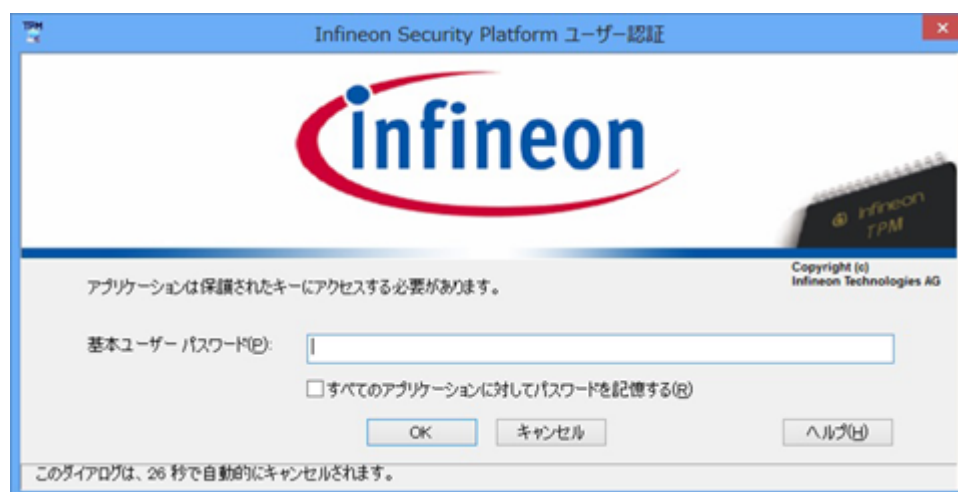 TPM
Infineon Security Platform ユーザー認証
infineon
infineon
TPM
Copyright (c)
Infineon Technologies AG
アプリケーションは保護されたキーにアクセスする必要があります。
基本ユーザー パスワード(P):
すべてのアプリケーションに対してパスワードを記憶する(R)
OK キャンセル ヘルプ(H)
このダイアログは、26 秒で自動的にキャンセルされます。